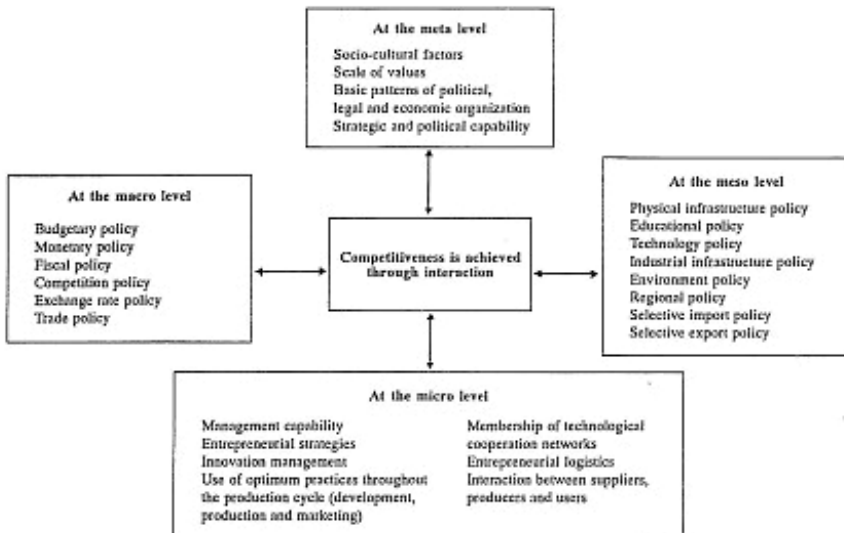 At the meta level
Socio-cultural factors
Scale of values
Basic patterns of political,
legal and economic organization
Strategic and political capability
At the macro level
Budgetary policy
Monetary policy
Fiscal policy
Competition policy
Exchange rate policy
Trade policy
Competitiveness is achieved
through interaction
At the meso level
Physical infrastructure policy
Educational policy
Technology policy
Industrial infrastructure policy
Environment policy
Regional policy
Selective import policy
Selective export policy
At the micro level
Management capability
Entrepreneurial strategies
Innovation management
Use of optimum practices throughout
the production cycle (development,
production and marketing)
Membership of technological
cooperation networks
Entrepreneurial logistics
Interaction between suppliers,
producers and users